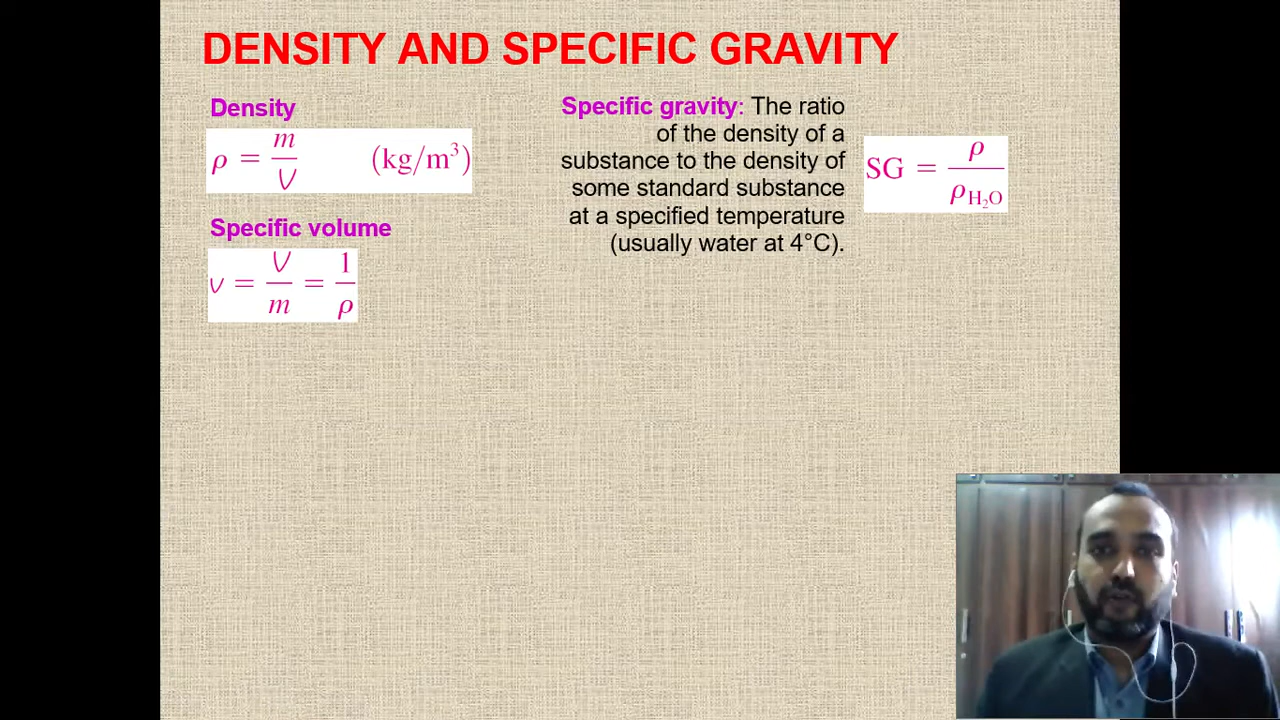 DENSITY AND SPECIFIC GRAVITY
Density
ρ = m/V (kg/m³)
Specific volume
v = V/m = 1/ρ
Specific gravity: The ratio
of the density of a
substance to the density of
some standard substance
at a specified temperature
(usually water at 4°C).
SG = ρ/ρH₂O